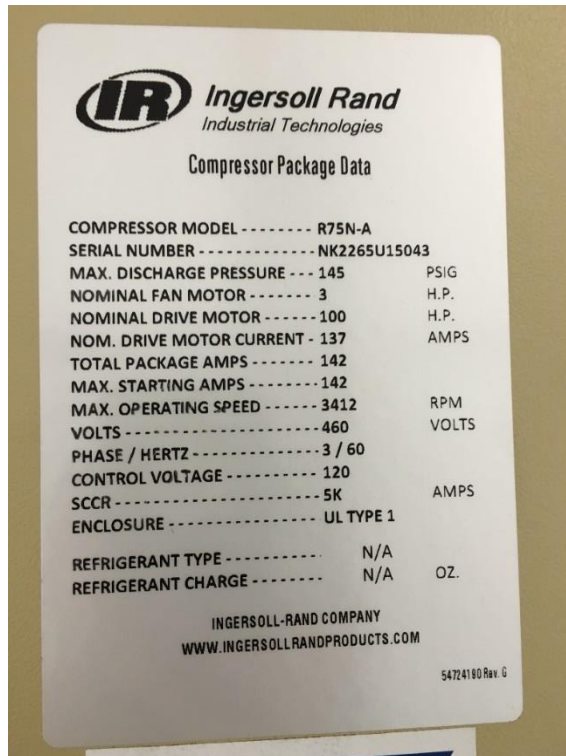 IR Ingersoll Rand
Industrial Technologies
Compressor Package Data
COMPRESSOR MODEL -------- R75N-A
SERIAL NUMBER ------------- NK2265U15043
MAX. DISCHARGE PRESSURE --- 145 PSIG
NOMINAL FAN MOTOR ------- 3 H.P.
NOMINAL DRIVE MOTOR ------ 100 H.P.
NOM. DRIVE MOTOR CURRENT - 137 AMPS
TOTAL PACKAGE AMPS ------- 142
MAX. STARTING AMPS ------- 142
MAX. OPERATING SPEED ------ 3412 RPM
VOLTS -------------------- 460 VOLTS
PHASE / HERTZ ------------- 3 / 60
CONTROL VOLTAGE ---------- 120
SCCR --------------------- 5K AMPS
ENCLOSURE --------------- UL TYPE 1
REFRIGERANT TYPE ---------- N/A
REFRIGERANT CHARGE -------- N/A OZ.
INGERSOLL-RAND COMPANY
WWW.INGERSOLLRANDPRODUCTS.COM
54724190 Rev. G